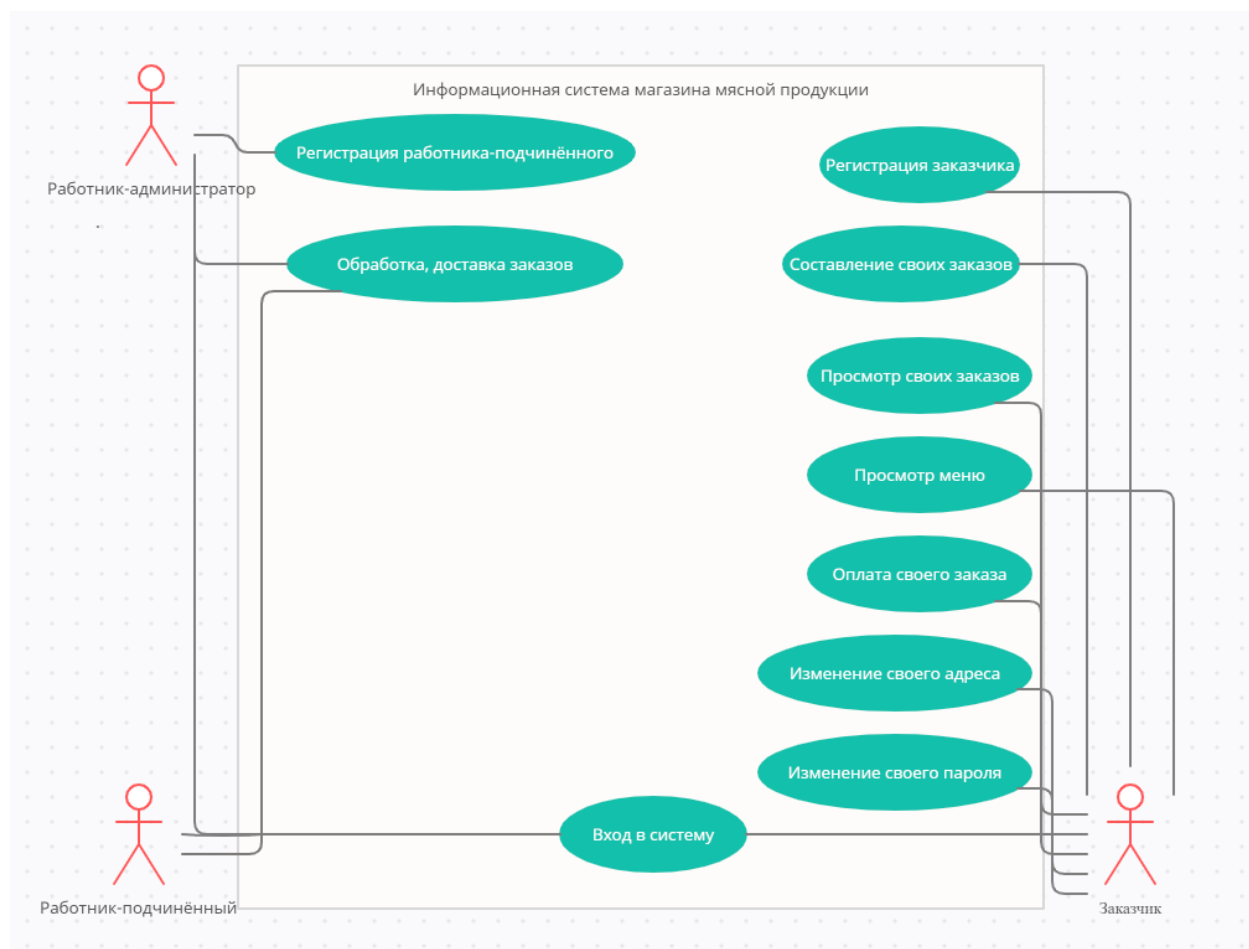 Информационная система магазина мясной продукции
Регистрация работника-подчинённого
Регистрация заказчика
Работник-администратор
Обработка, доставка заказов
Составление своих заказов
Просмотр своих заказов
Просмотр меню
Оплата своего заказа
Изменение своего адреса
Изменение своего пароля
Вход в систему
Работник-подчинённый
Заказчик